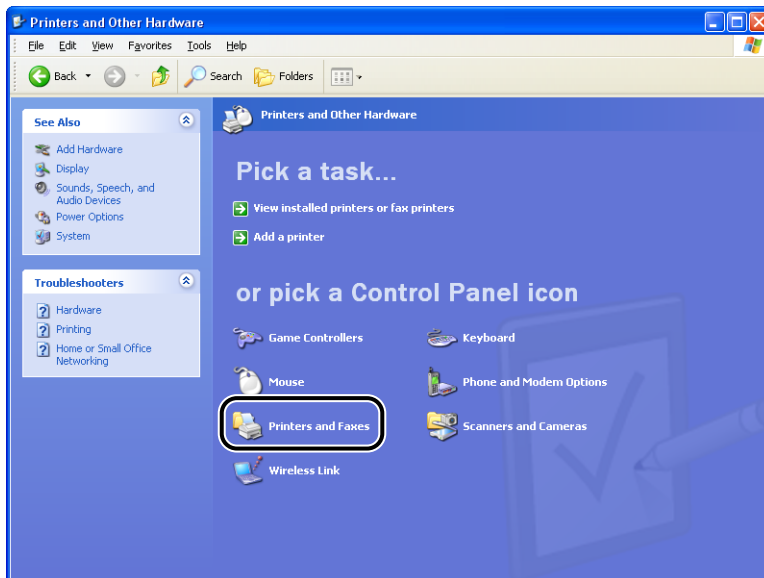 Printers and Other Hardware
File Edit View Favorites Tools Help
Back Search Folders
See Also
Add Hardware
Display
Sounds, Speech, and
Audio Devices
Power Options
System
Troubleshooters
Hardware
Printing
Home or Small Office
Networking
Printers and Other Hardware
Pick a task...
View installed printers or fax printers
Add a printer
or pick a Control Panel icon
Game Controllers
Keyboard
Mouse
Phone and Modem Options
Printers and Faxes
Scanners and Cameras
Wireless Link